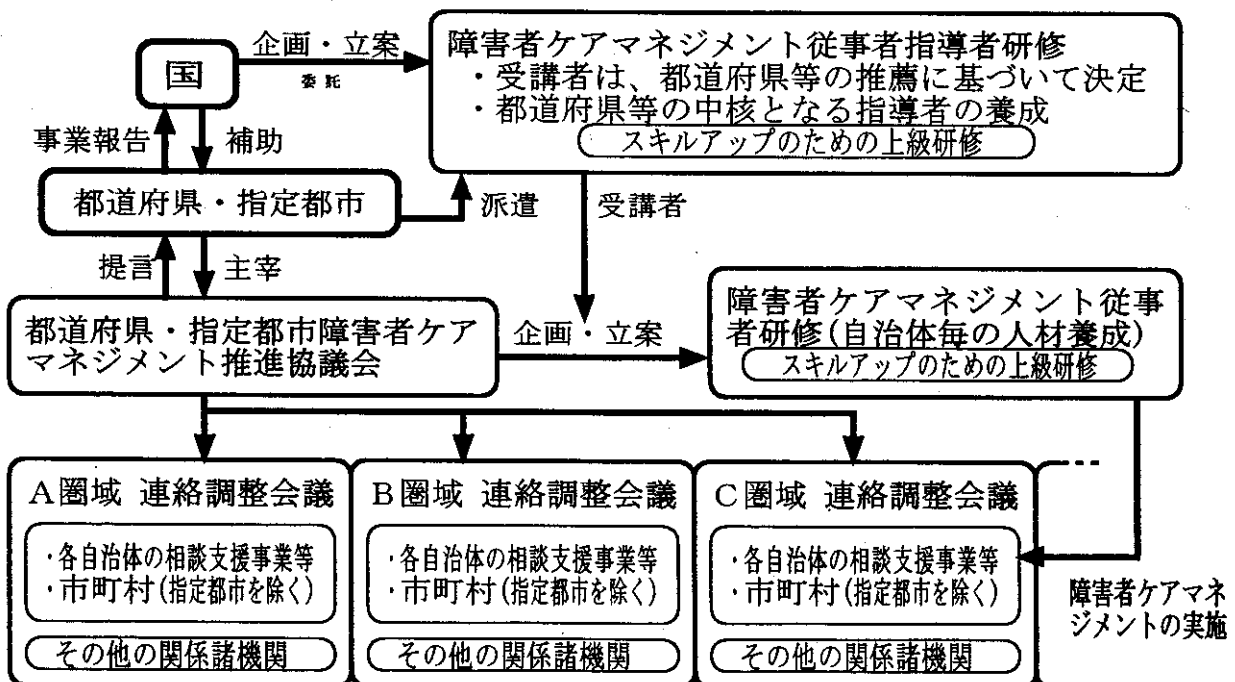 国
企画・立案
委託
障害者ケアマネジメント従事者指導者研修
・受講者は、都道府県等の推薦に基づいて決定
・都道府県等の中核となる指導者の養成
スキルアップのための上級研修
事業報告
補助
都道府県・指定都市
派遣
受講者
提言
主宰
都道府県・指定都市障害者ケア
マネジメント推進協議会
企画・立案
障害者ケアマネジメント従事
者研修(自治体毎の人材養成)
スキルアップのための上級研修
A圏域 連絡調整会議
・各自治体の相談支援事業等
・市町村(指定都市を除く)
その他の関係諸機関
B圏域 連絡調整会議
・各自治体の相談支援事業等
・市町村(指定都市を除く)
その他の関係諸機関
C圏域 連絡調整会議
・各自治体の相談支援事業等
・市町村(指定都市を除く)
その他の関係諸機関
障害者ケアマネ
ジメントの実施